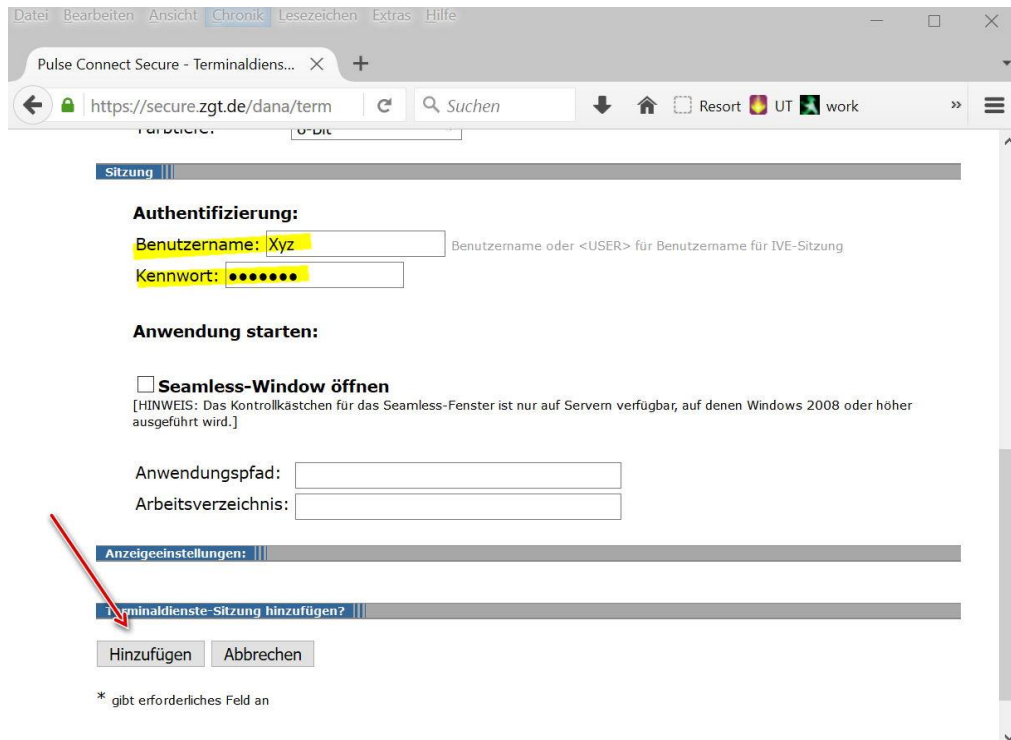 Datei Bearbeiten Ansicht Chronik Lesezeichen Extras Hilfe
Pulse Connect Secure - Terminaldiens...
https://secure.zgt.de/dana/term Suchen Resort UT work »
Farbtiefe: 8-Bit
Sitzung
Authentifizierung:
Benutzername: Xyz Benutzername oder <USER> für Benutzername für IVE-Sitzung
Kennwort: ●●●●●●●
Anwendung starten:
Seamless-Window öffnen
[HINWEIS: Das Kontrollkästchen für das Seamless-Fenster ist nur auf Servern verfügbar, auf denen Windows 2008 oder höher
ausgeführt wird.]
Anwendungspfad:
Arbeitsverzeichnis:
Anzeigeeinstellungen:
Terminaldienste-Sitzung hinzufügen?
Hinzufügen Abbrechen
* gibt erforderliches Feld an